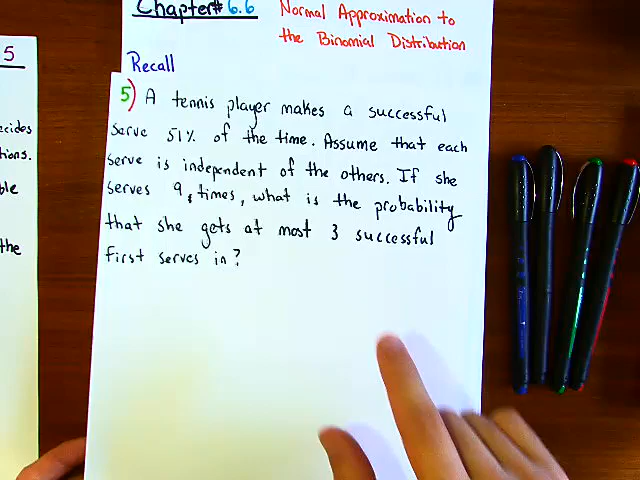 Chapter# 6.6
Normal Approximation to
the Binomial Distribution
Recall
5) A tennis player makes a successful
serve 51% of the time. Assume that each
serve is independent of the others. If she
serves 9 times, what is the probability
that she gets at most 3 successful
first serves in?
5
tions.
the